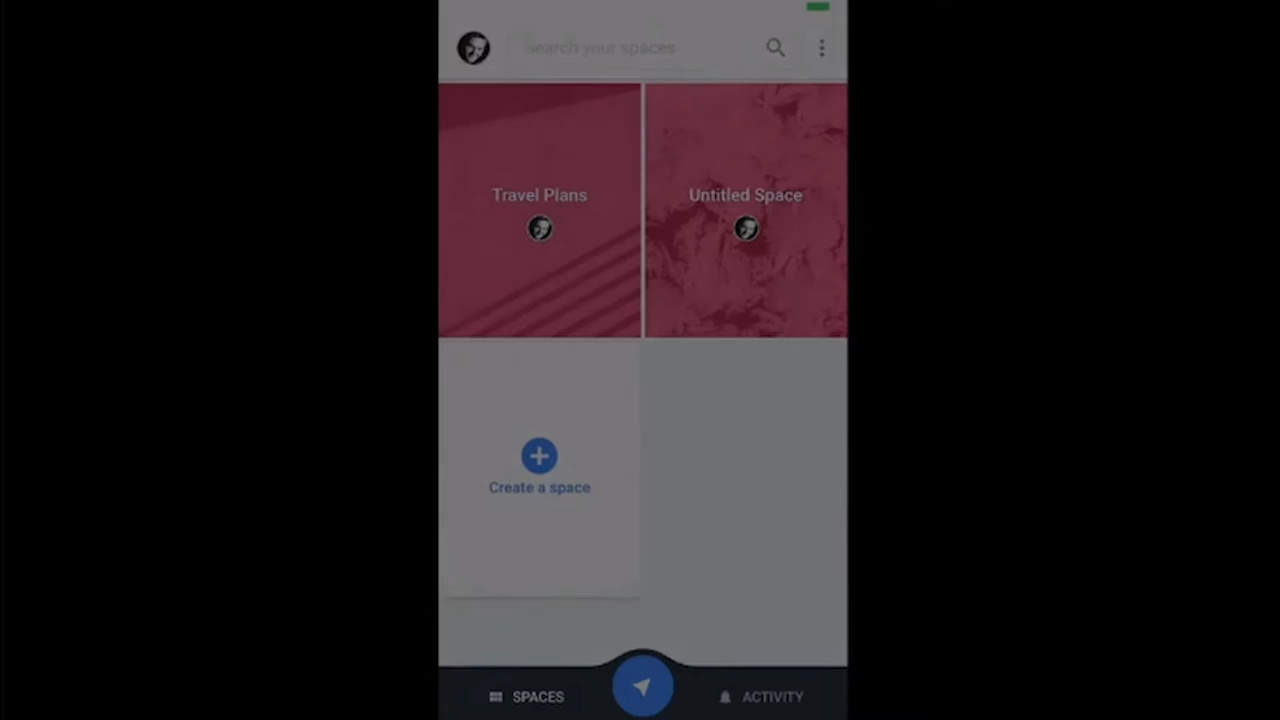 Search your spaces
Travel Plans
Untitled Space
Create a space
SPACES
ACTIVITY